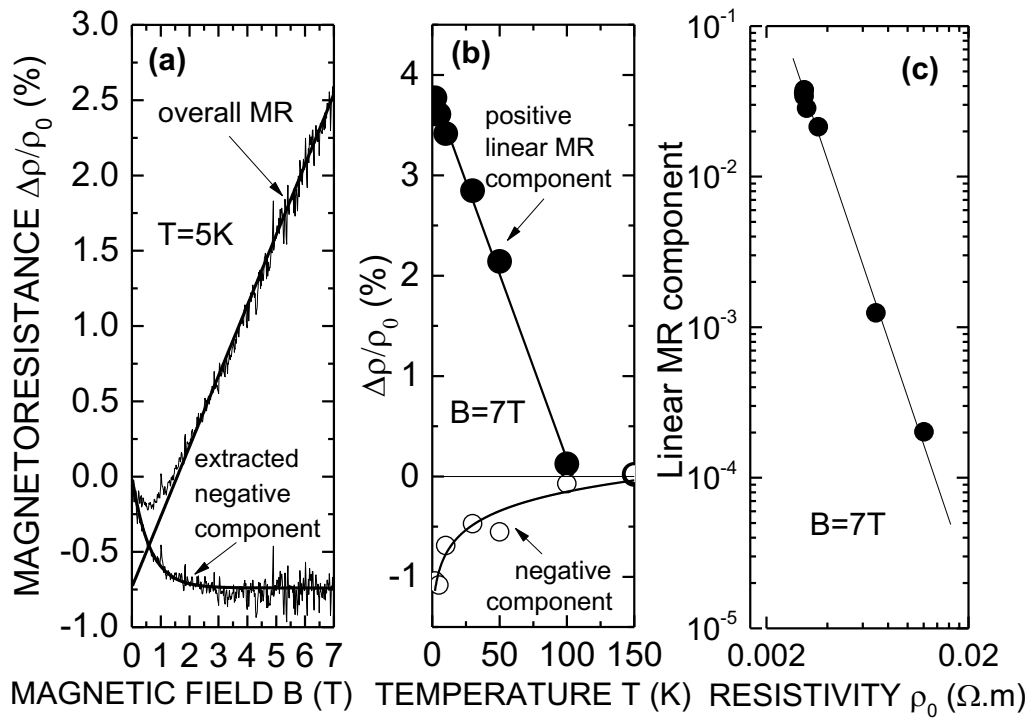 MAGNETORESISTANCE Δρ/ρ0 (%)
3.0
2.5
2.0
1.5
1.0
0.5
0.0
-0.5
-1.0
(a)
overall MR
T=5K
extracted
negative
component
0 1 2 3 4 5 6 7
MAGNETIC FIELD B (T)
Δρ/ρ0 (%)
4
3
2
1
0
-1
(b)
positive
linear MR
component
B=7T
negative
component
0 50 100 150
TEMPERATURE T (K)
Linear MR component
10-1
10-2
10-3
10-4
10-5
(c)
B=7T
0.002 0.02
RESISTIVITY ρ0 (Ω.m)